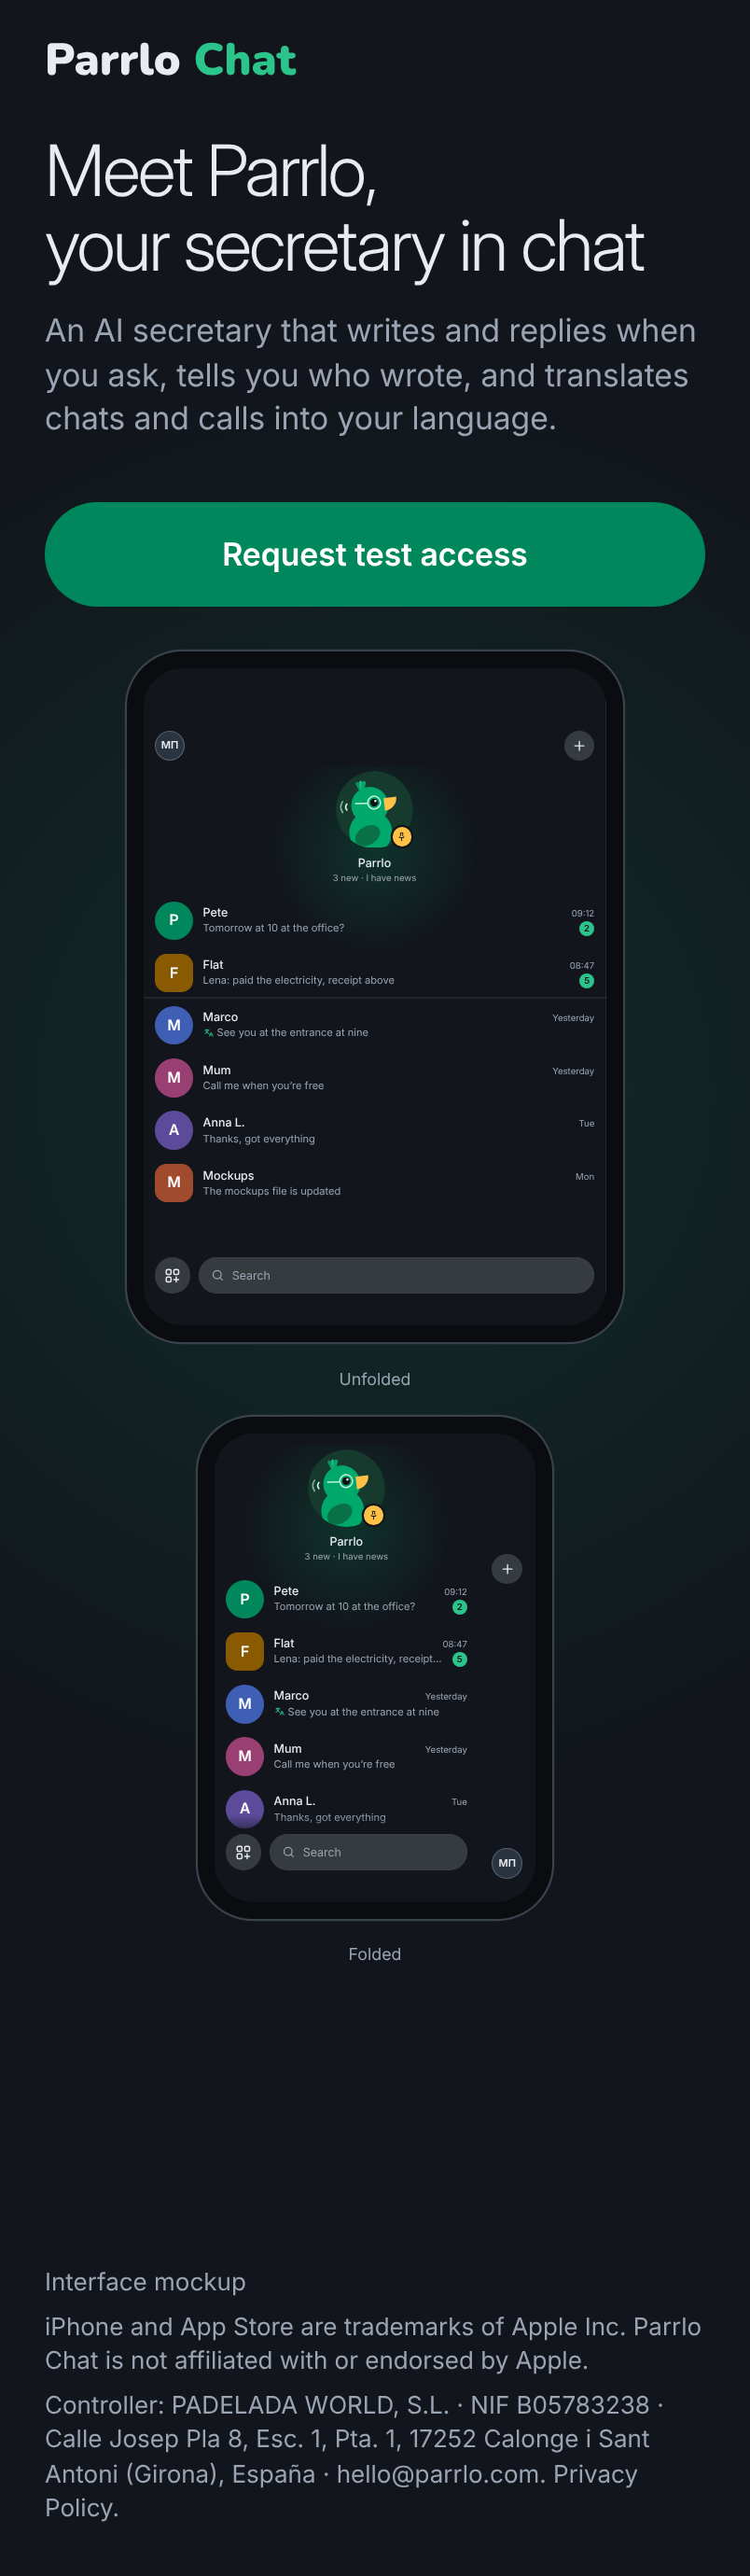 Parrlo Chat
Meet Parrlo,
your secretary in chat
An AI secretary that writes and replies when
you ask, tells you who wrote, and translates
chats and calls into your language.
Request test access
МП
+
Parrlo
3 new · I have news
P
Pete
09:12
Tomorrow at 10 at the office?
2
F
Flat
08:47
Lena: paid the electricity, receipt above
5
M
Marco
Yesterday
See you at the entrance at nine
M
Mum
Yesterday
Call me when you’re free
A
Anna L.
Tue
Thanks, got everything
M
Mockups
Mon
The mockups file is updated
Search
Unfolded
Parrlo
3 new · I have news
+
P
Pete
09:12
Tomorrow at 10 at the office?
2
F
Flat
08:47
Lena: paid the electricity, receipt...
5
M
Marco
Yesterday
See you at the entrance at nine
M
Mum
Yesterday
Call me when you’re free
A
Anna L.
Tue
Thanks, got everything
Search
МП
Folded
Interface mockup
iPhone and App Store are trademarks of Apple Inc. Parrlo
Chat is not affiliated with or endorsed by Apple.
Controller: PADELADA WORLD, S.L. · NIF B05783238 ·
Calle Josep Pla 8, Esc. 1, Pta. 1, 17252 Calonge i Sant
Antoni (Girona), España · hello@parrlo.com. Privacy
Policy.